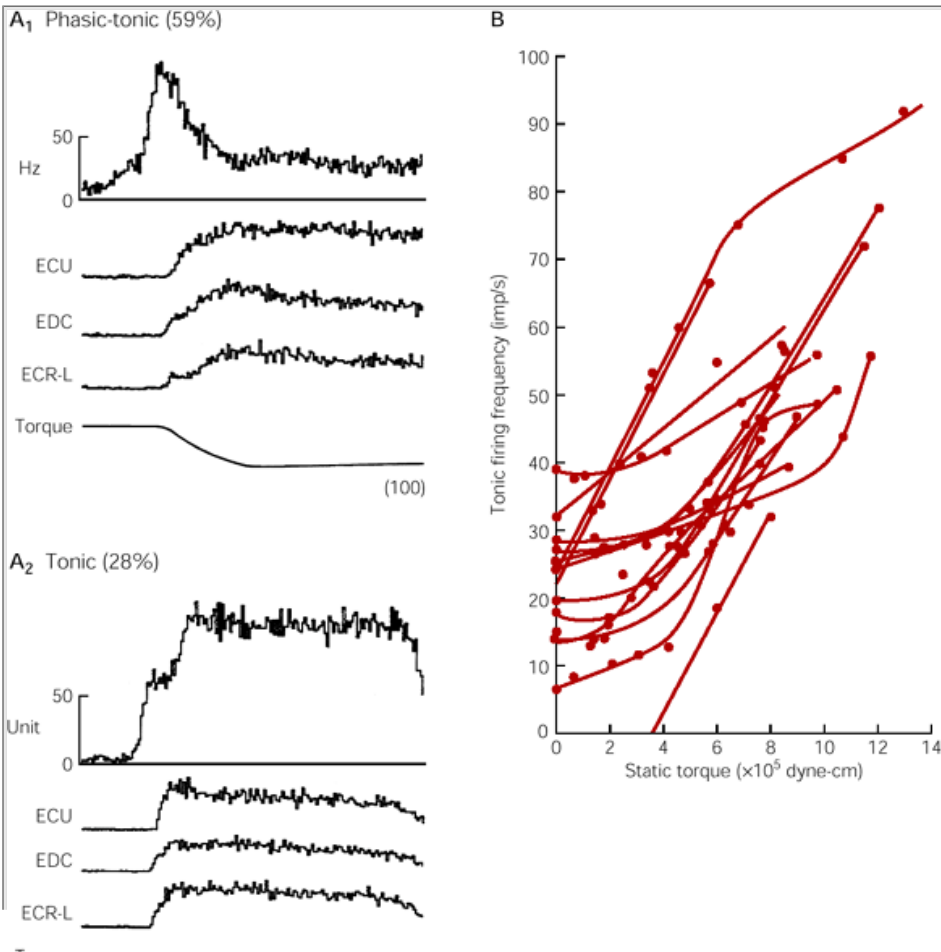 A1 Phasic-tonic (59%)
50
Hz
0
ECU
EDC
ECR-L
Torque
(100)
A2 Tonic (28%)
50
Unit
0
ECU
EDC
ECR-L
B
100
90
80
70
60
50
40
30
20
10
0
Tonic firing frequency (imp/s)
0 2 4 6 8 10 12 14
Static torque (×10⁵ dyne-cm)